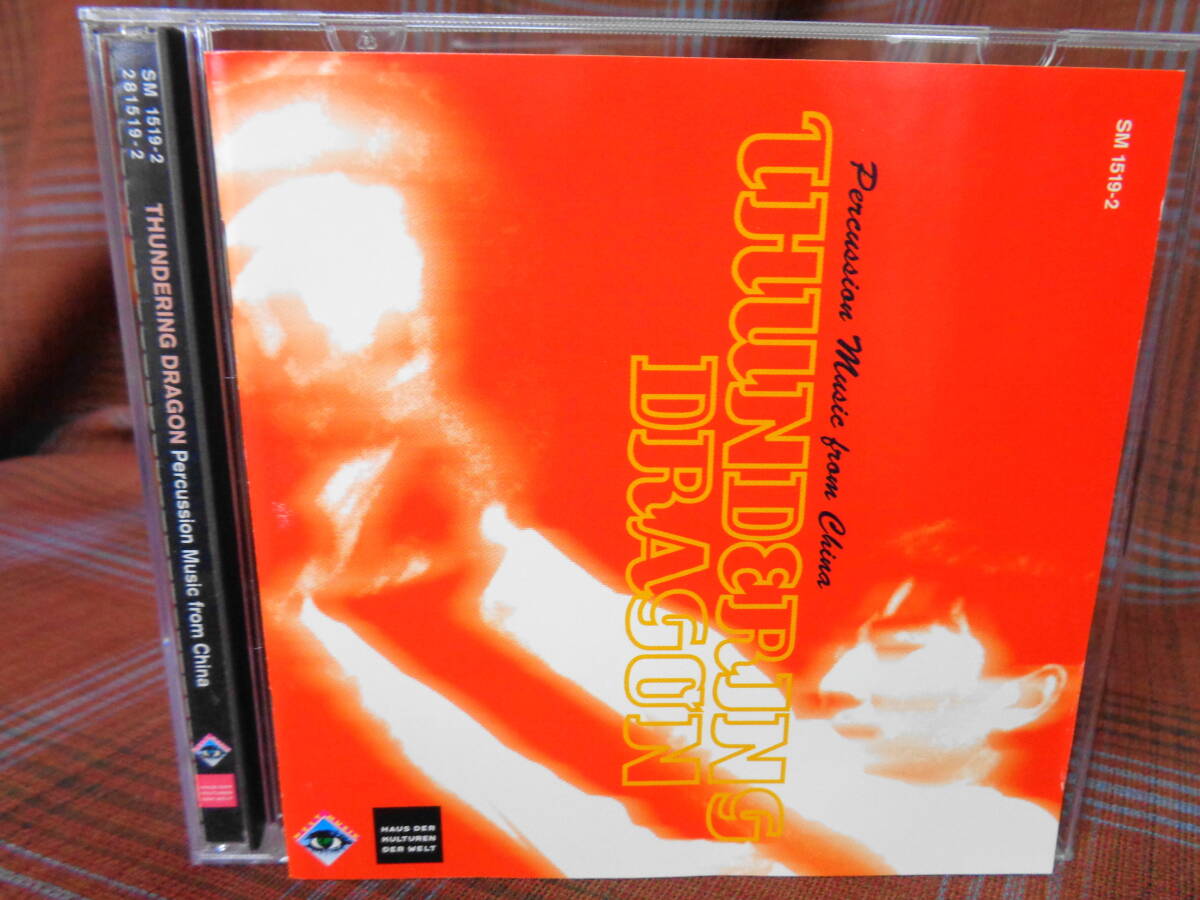 SM 1519-2
281519-2
THUNDERING DRAGON Percussion Music from China
SM 1519-2
Percussion Music from China
THUNDERING
DRAGON
HAUS DER
KULTUREN
DER WELT